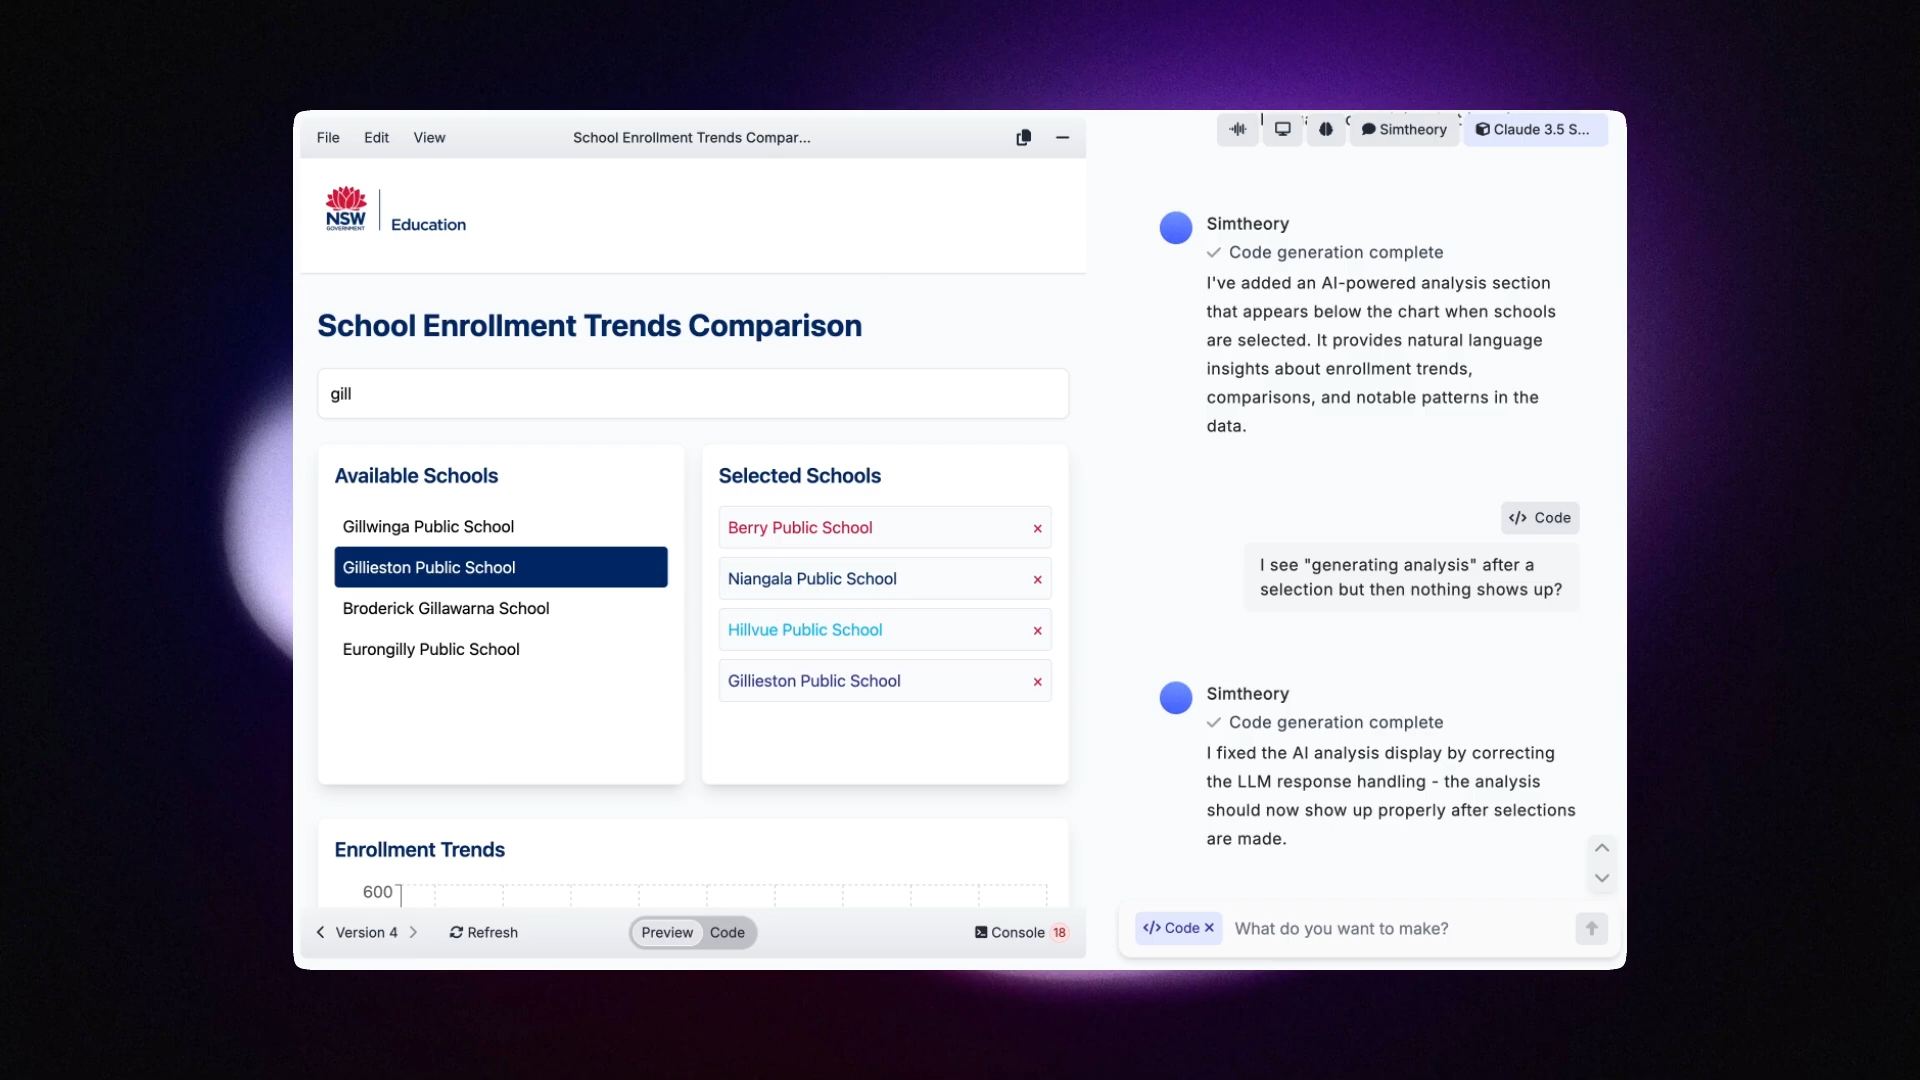 File Edit View School Enrollment Trends Compar...
NSW
GOVERNMENT
Education
School Enrollment Trends Comparison
gill
Available Schools
Gillwinga Public School
Gillieston Public School
Broderick Gillawarna School
Eurongilly Public School
Selected Schools
Berry Public School ×
Niangala Public School ×
Hillvue Public School ×
Gillieston Public School ×
Enrollment Trends
600
Version 4 Refresh Preview Code Console 18
Simtheory Claude 3.5 S...
Simtheory
Code generation complete
I've added an AI-powered analysis section
that appears below the chart when schools
are selected. It provides natural language
insights about enrollment trends,
comparisons, and notable patterns in the
data.
</> Code
I see "generating analysis" after a
selection but then nothing shows up?
Simtheory
Code generation complete
I fixed the AI analysis display by correcting
the LLM response handling - the analysis
should now show up properly after selections
are made.
</> Code × What do you want to make?